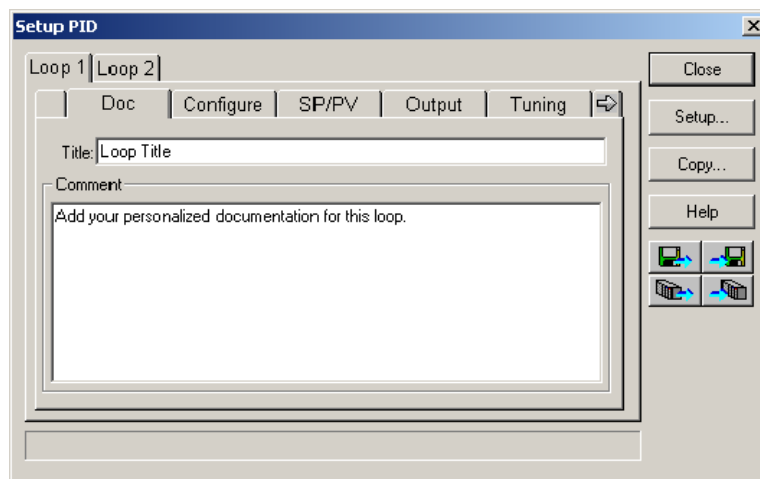 Setup PID
Loop 1 Loop 2
Close
Doc Configure SP/PV Output Tuning
Setup...
Title: Loop Title
Copy...
Comment
Add your personalized documentation for this loop.
Help